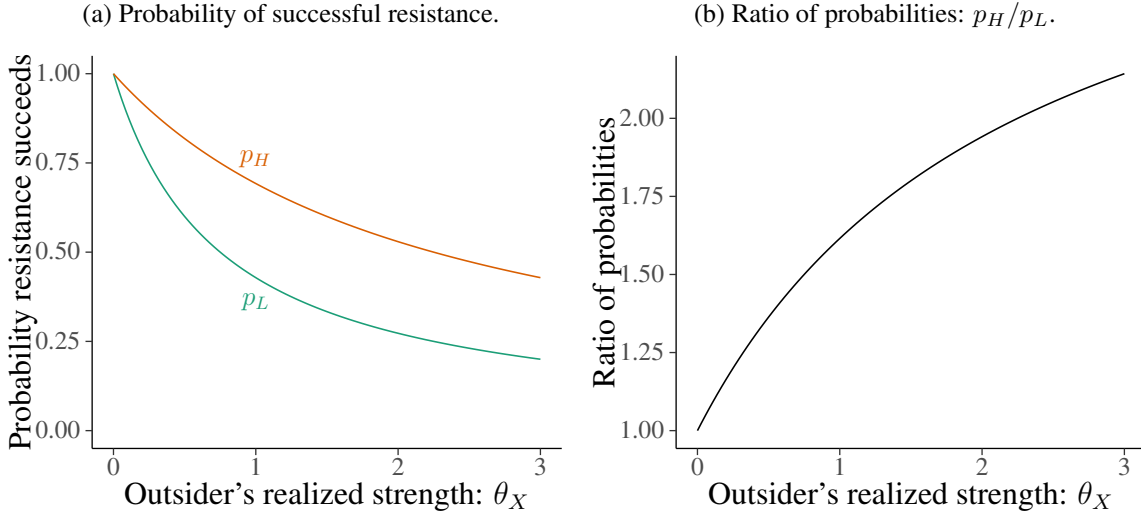 (a) Probability of successful resistance.
Probability resistance succeeds
1.00
0.75
0.50
0.25
0.00
p_H
p_L
0 1 2 3
Outsider's realized strength: θ_X
(b) Ratio of probabilities: p_H/p_L.
Ratio of probabilities
2.00
1.75
1.50
1.25
1.00
0 1 2 3
Outsider's realized strength: θ_X